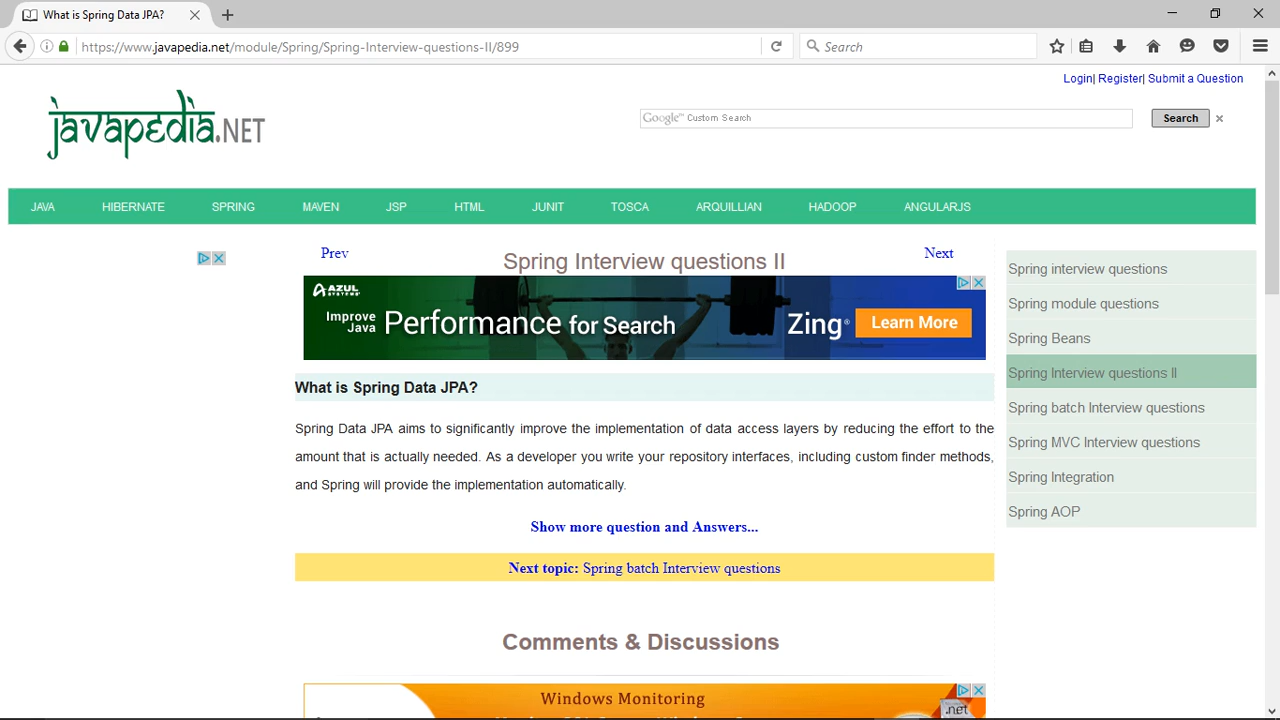 What is Spring Data JPA?
https://www.javapedia.net/module/Spring/Spring-Interview-questions-II/899
Search
Login| Register| Submit a Question
javapedia.NET
Google™ Custom Search
Search
JAVA HIBERNATE SPRING MAVEN JSP HTML JUNIT TOSCA ARQUILLIAN HADOOP ANGULARJS
Prev
Spring Interview questions II
Next
AZUL SYSTEMS®
Improve Java Performance for Search
Zing®
Learn More
What is Spring Data JPA?
Spring Data JPA aims to significantly improve the implementation of data access layers by reducing the effort to the
amount that is actually needed. As a developer you write your repository interfaces, including custom finder methods,
and Spring will provide the implementation automatically.
Show more question and Answers...
Next topic: Spring batch Interview questions
Comments & Discussions
Windows Monitoring
.net
Spring interview questions
Spring module questions
Spring Beans
Spring Interview questions II
Spring batch Interview questions
Spring MVC Interview questions
Spring Integration
Spring AOP